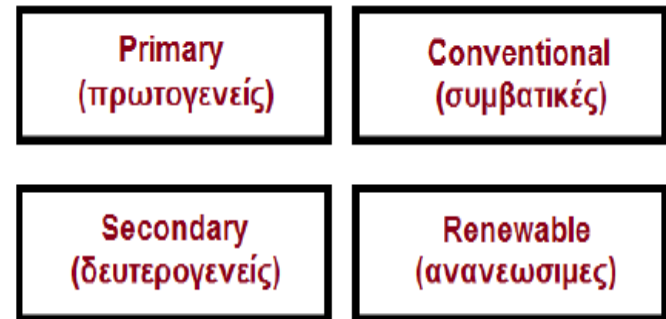 Primary
(πρωτογενείς)
Conventional
(συμβατικές)
Secondary
(δευτερογενείς)
Renewable
(ανανεωσιμες)